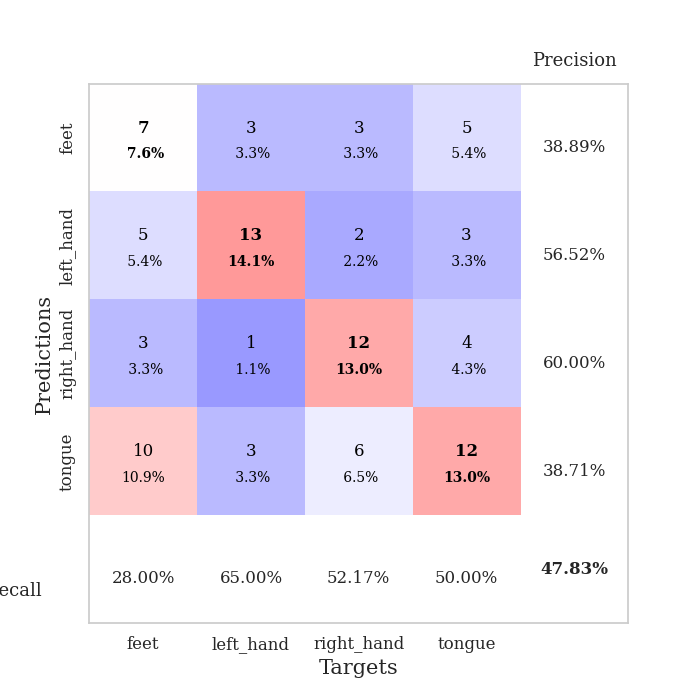 Precision
feet
7 3 3 5
7.6% 3.3% 3.3% 5.4%
38.89%
left_hand
5 13 2 3
5.4% 14.1% 2.2% 3.3%
56.52%
Predictions
right_hand
3 1 12 4
3.3% 1.1% 13.0% 4.3%
60.00%
tongue
10 3 6 12
10.9% 3.3% 6.5% 13.0%
38.71%
ecall
28.00% 65.00% 52.17% 50.00% 47.83%
feet left_hand right_hand tongue
Targets